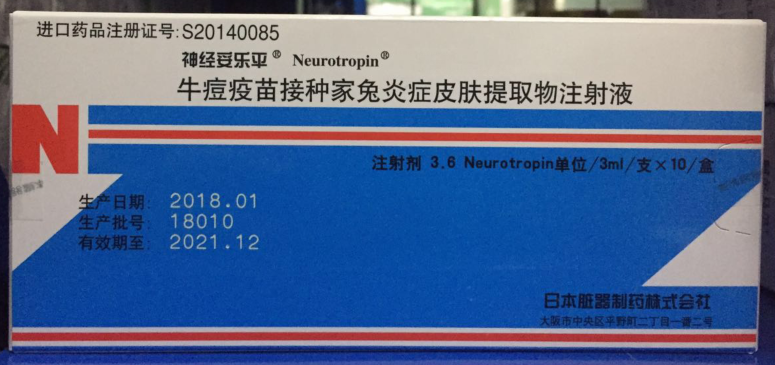 进口药品注册证号:S20140085
神经妥乐平® Neurotropin®
牛痘疫苗接种家兔炎症皮肤提取物注射液
N
注射剂 3.6 Neurotropin单位/3ml/支×10/盒
生产日期: 2018.01
生产批号: 18010
有效期至: 2021.12
日本脏器制药株式会社
大阪市中央区平野町二丁目一番二号